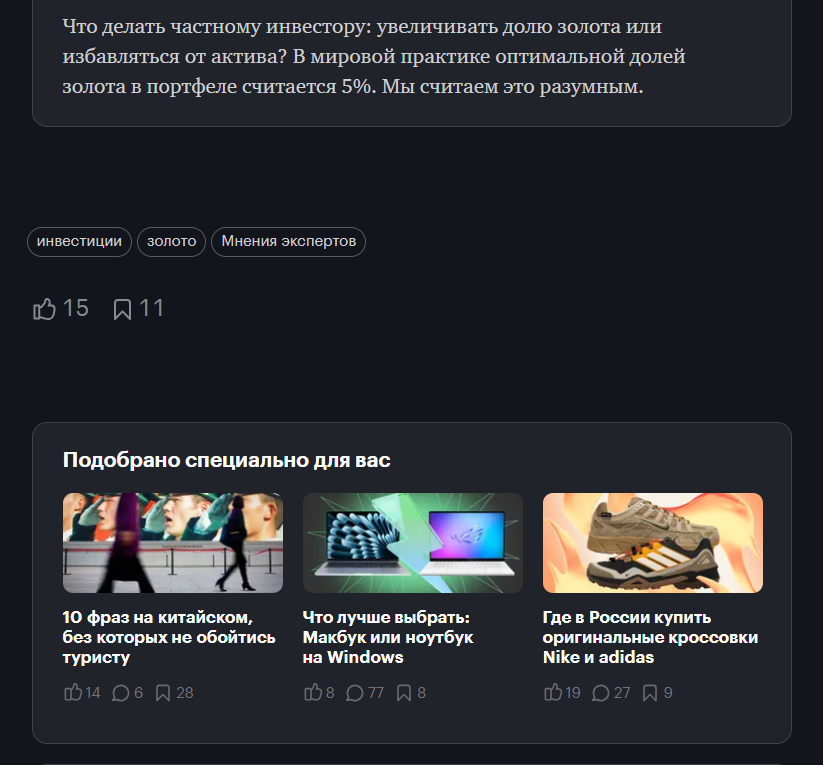 Что делать частному инвестору: увеличивать долю золота или
избавляться от актива? В мировой практике оптимальной долей
золота в портфеле считается 5%. Мы считаем это разумным.
инвестиции золото Мнения экспертов
15 11
Подобрано специально для вас
10 фраз на китайском,
без которых не обойтись
туристу
14 6 28
Что лучше выбрать:
Макбук или ноутбук
на Windows
8 77 8
Где в России купить
оригинальные кроссовки
Nike и adidas
19 27 9